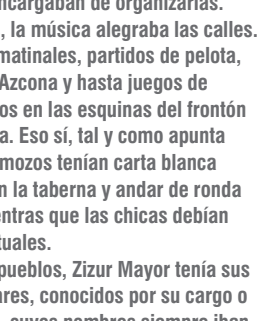 ncargaban de organizarlas.
, la música alegraba las calles.
matinales, partidos de pelota,
Azcona y hasta juegos de
os en las esquinas del frontón
a. Eso sí, tal y como apunta
mozos tenían carta blanca
n la taberna y andar de ronda
entras que las chicas debían
tuales.
pueblos, Zizur Mayor tenía sus
ares, conocidos por su cargo o
, cuyos nombres siempre iban